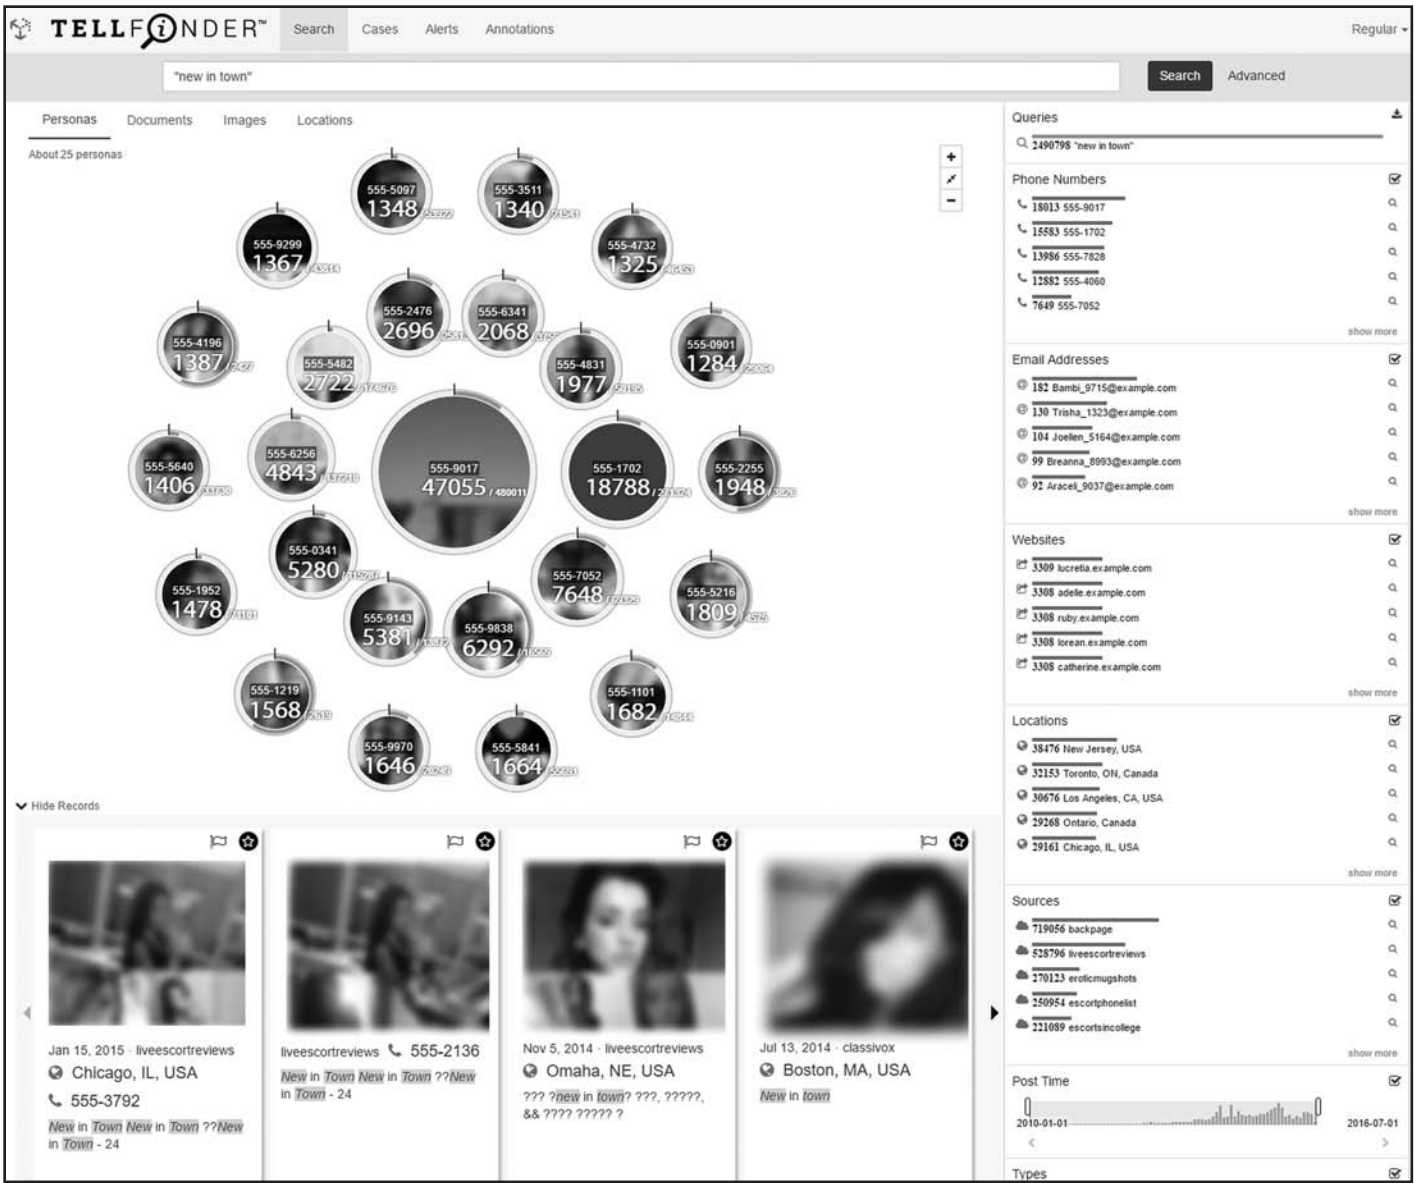 TELLFINDER™
Search Cases Alerts Annotations
Regular
"new in town"
Search Advanced
Personas Documents Images Locations
About 25 personas
555-5097
1348
555-3511
1340
555-9299
1367
555-4732
1325
555-2476
2696
555-6341
2068
555-4196
1387
555-5482
2722
555-4831
1977
555-0901
1284
555-6256
4843
555-5640
1406
555-9017
47055 / 480011
555-1702
18788
555-2255
1948
555-0341
5280
555-7052
7648
555-1952
1478
555-5216
1809
555-9143
5381
555-9838
6292
555-1219
1568
555-1101
1682
555-9970
1646
555-5841
1664
Hide Records
Jan 15, 2015 · liveescortreviews
Chicago, IL, USA
555-3792
New in Town New in Town ??New
in Town - 24
liveescortreviews 555-2136
New in Town New in Town ??New
in Town - 24
Nov 5, 2014 · liveescortreviews
Omaha, NE, USA
??? ?new in town? ???, ?????,
&& ???? ????? ?
Jul 13, 2014 · classivox
Boston, MA, USA
New in town
Queries
2490798 "new in town"
Phone Numbers
18013 555-9017
15583 555-1702
13986 555-7828
12882 555-4060
7649 555-7052
show more
Email Addresses
182 Bambi_9715@example.com
130 Trisha_1323@example.com
104 Joellen_5164@example.com
99 Breanna_8993@example.com
92 Araceli_9037@example.com
show more
Websites
3309 lucretia.example.com
3308 adelle.example.com
3308 ruby.example.com
3308 lorean.example.com
3308 catherine.example.com
show more
Locations
38476 New Jersey, USA
32153 Toronto, ON, Canada
30676 Los Angeles, CA, USA
29268 Ontario, Canada
29161 Chicago, IL, USA
show more
Sources
719056 backpage
528796 liveescortreviews
270123 eroticmugshots
250954 escortphonelist
221089 escortsincollege
show more
Post Time
2010-01-01 2016-07-01
Types